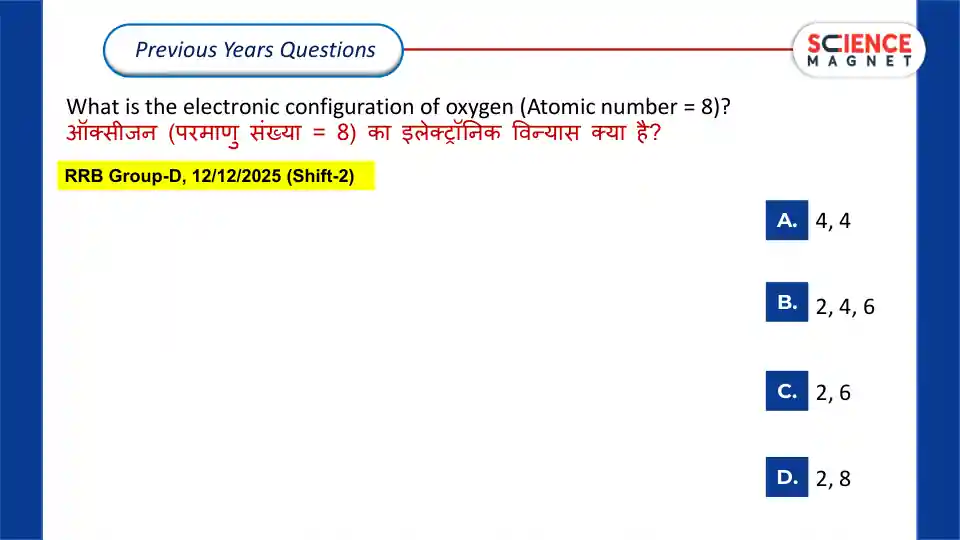 Previous Years Questions
SCIENCE
MAGNET
What is the electronic configuration of oxygen (Atomic number = 8)?
ऑक्सीजन (परमाणु संख्या = 8) का इलेक्ट्रॉनिक विन्यास क्या है?
RRB Group-D, 12/12/2025 (Shift-2)
A. 4, 4
B. 2, 4, 6
C. 2, 6
D. 2, 8